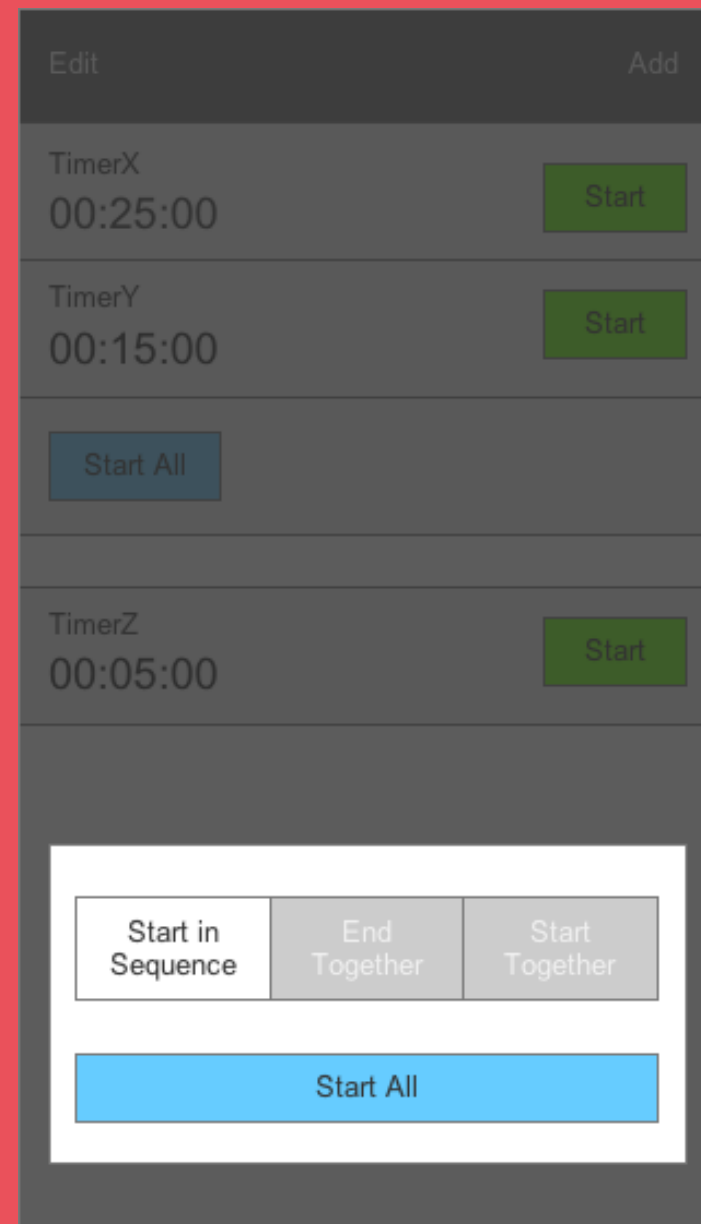 Edit Add
TimerX
00:25:00
Start
TimerY
00:15:00
Start
Start All
TimerZ
00:05:00
Start
Start in
Sequence
End
Together
Start
Together
Start All